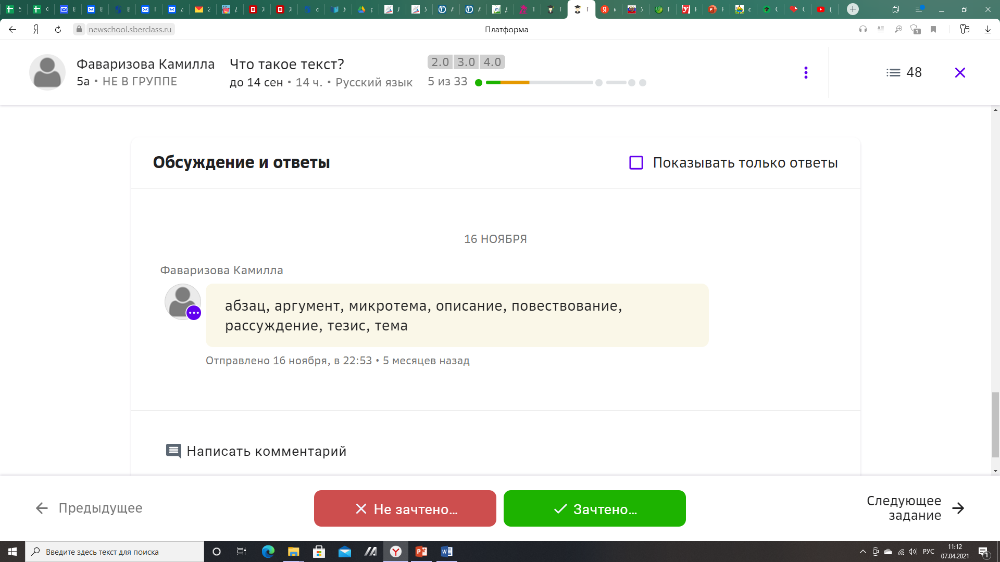 newschool.sberclass.ru
Платформа
Фаваризова Камилла
5а • НЕ В ГРУППЕ
Что такое текст?
до 14 сен • 14 ч. • Русский язык
2.0 3.0 4.0
5 из 33
48
Обсуждение и ответы
Показывать только ответы
16 НОЯБРЯ
Фаваризова Камилла
абзац, аргумент, микротема, описание, повествование,
рассуждение, тезис, тема
Отправлено 16 ноября, в 22:53 • 5 месяцев назад
Написать комментарий
Предыдущее
Не зачтено...
Зачтено...
Следующее
задание
Введите здесь текст для поиска
РУС
11:12
07.04.2021